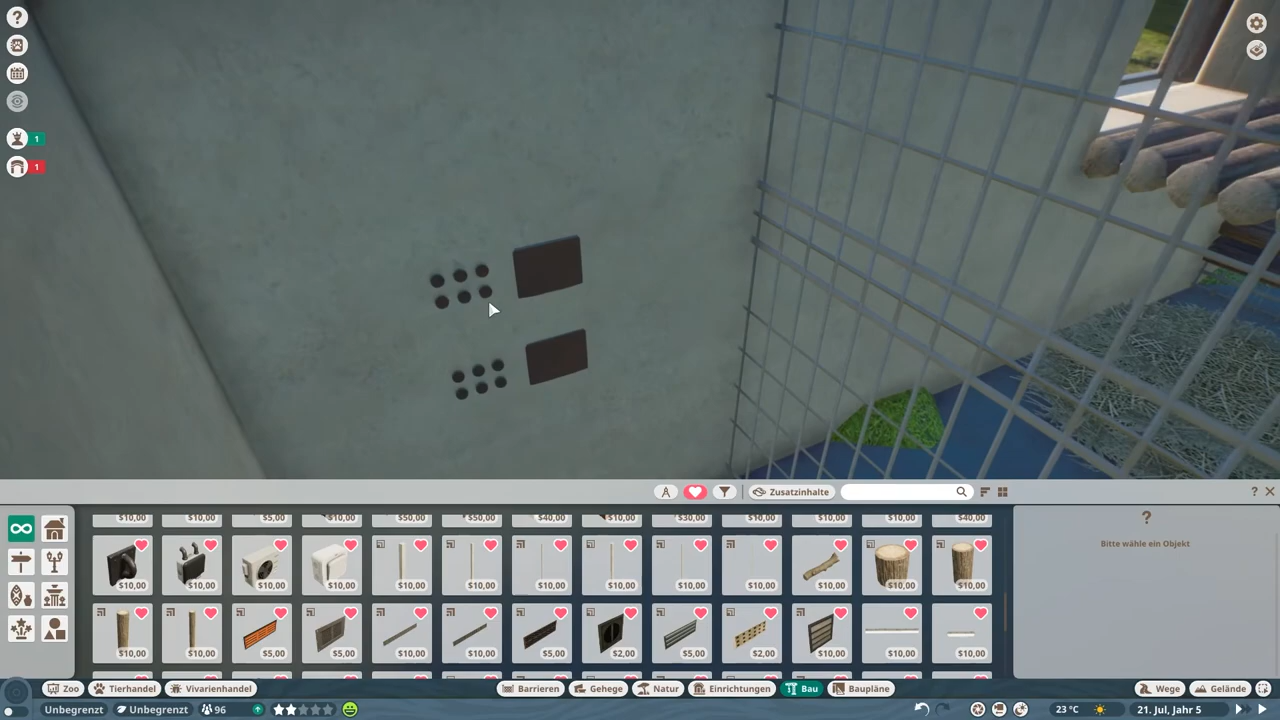 ?
1
1
Zusatzinhalte
? ×
$10,00 $10,00 $5,00 $10,00 $50,00 $50,00 $40,00 $10,00 $30,00 $10,00 $10,00 $10,00 $40,00
$10,00 $10,00 $10,00 $10,00 $10,00 $10,00 $10,00 $10,00 $10,00 $10,00 $10,00 $10,00 $10,00
$10,00 $10,00 $5,00 $5,00 $10,00 $10,00 $5,00 $2,00 $5,00 $2,00 $10,00 $10,00 $10,00
?
Bitte wähle ein Objekt
Zoo Tierhandel Vivarienhandel Barrieren Gehege Natur Einrichtungen Bau Baupläne Wege Gelände
Unbegrenzt Unbegrenzt 96 23 °C 21. Jul, Jahr 5